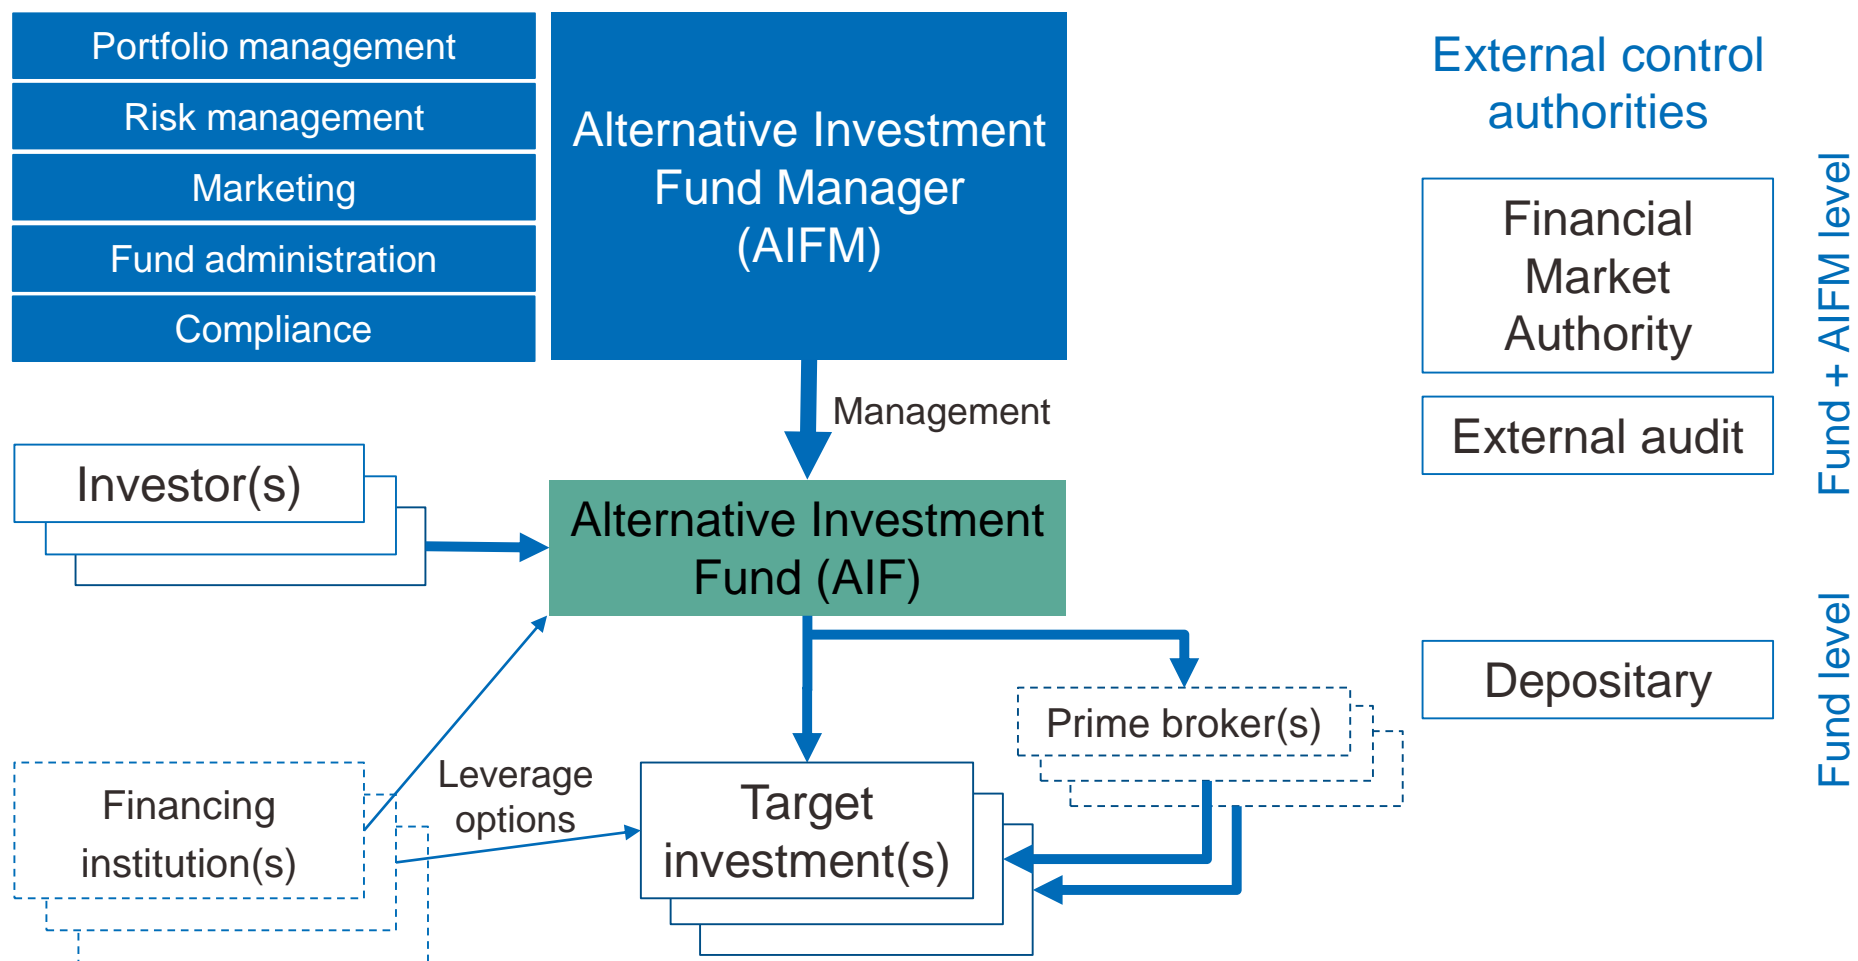 Portfolio management
Risk management
Marketing
Fund administration
Compliance
Alternative Investment
Fund Manager
(AIFM)
Management
Investor(s)
Alternative Investment
Fund (AIF)
Financing
institution(s)
Leverage
options
Target
investment(s)
Prime broker(s)
External control
authorities
Financial
Market
Authority
External audit
Fund + AIFM level
Depositary
Fund level